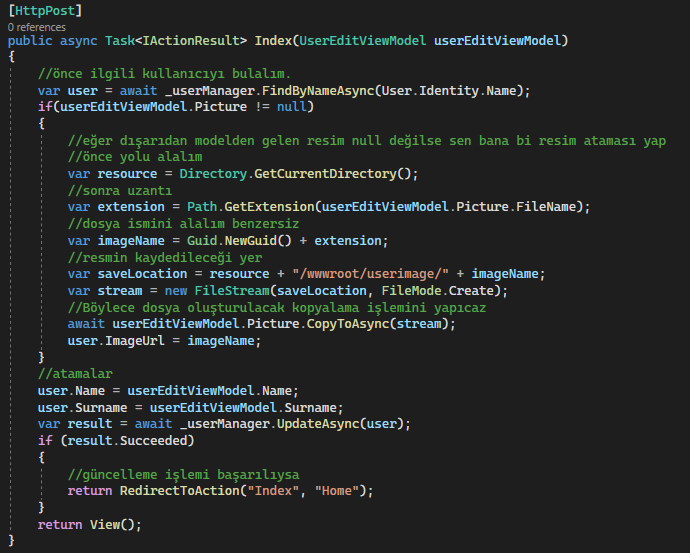 [HttpPost]
0 references
public async Task<IActionResult> Index(UserEditViewModel userEditViewModel)
{
//önce ilgili kullanıcıyı bulalım.
var user = await _userManager.FindByNameAsync(User.Identity.Name);
if(userEditViewModel.Picture != null)
{
//eğer dışarıdan modelden gelen resim null değilse sen bana bi resim ataması yap
//önce yolu alalım
var resource = Directory.GetCurrentDirectory();
//sonra uzantı
var extension = Path.GetExtension(userEditViewModel.Picture.FileName);
//dosya ismini alalım benzersiz
var imageName = Guid.NewGuid() + extension;
//resmin kaydedileceği yer
var saveLocation = resource + "/wwwroot/userimage/" + imageName;
var stream = new FileStream(saveLocation, FileMode.Create);
//Böylece dosya oluşturulacak kopyalama işlemini yapıcaz
await userEditViewModel.Picture.CopyToAsync(stream);
user.ImageUrl = imageName;
}
//atamalar
user.Name = userEditViewModel.Name;
user.Surname = userEditViewModel.Surname;
var result = await _userManager.UpdateAsync(user);
if (result.Succeeded)
{
//güncelleme işlemi başarılıysa
return RedirectToAction("Index", "Home");
}
return View();
}